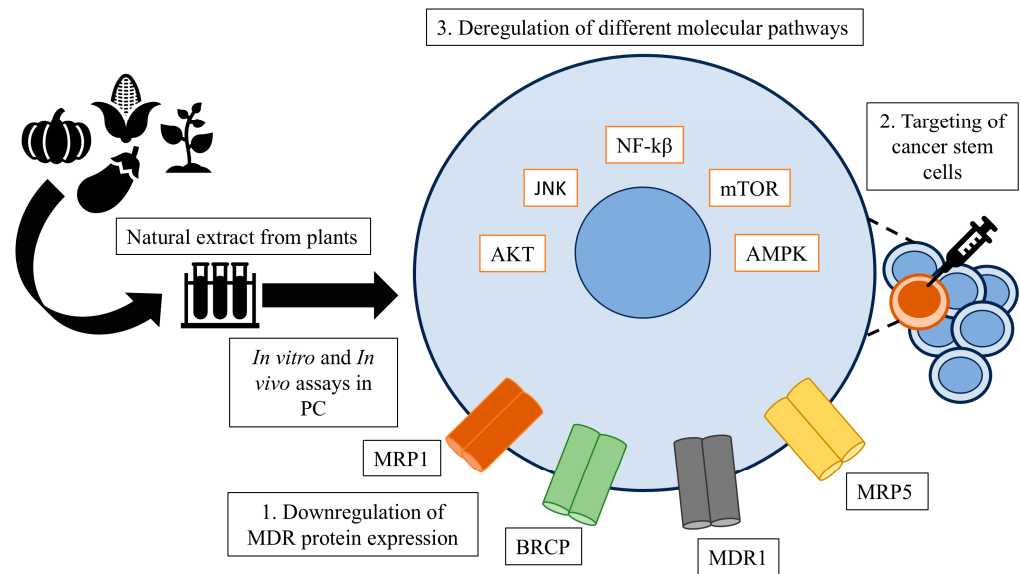 3. Deregulation of different molecular pathways
2. Targeting of
cancer stem
cells
NF-kβ
JNK
mTOR
AKT
AMPK
Natural extract from plants
In vitro and In
vivo assays in
PC
MRP1
BRCP
MDR1
MRP5
1. Downregulation of
MDR protein expression